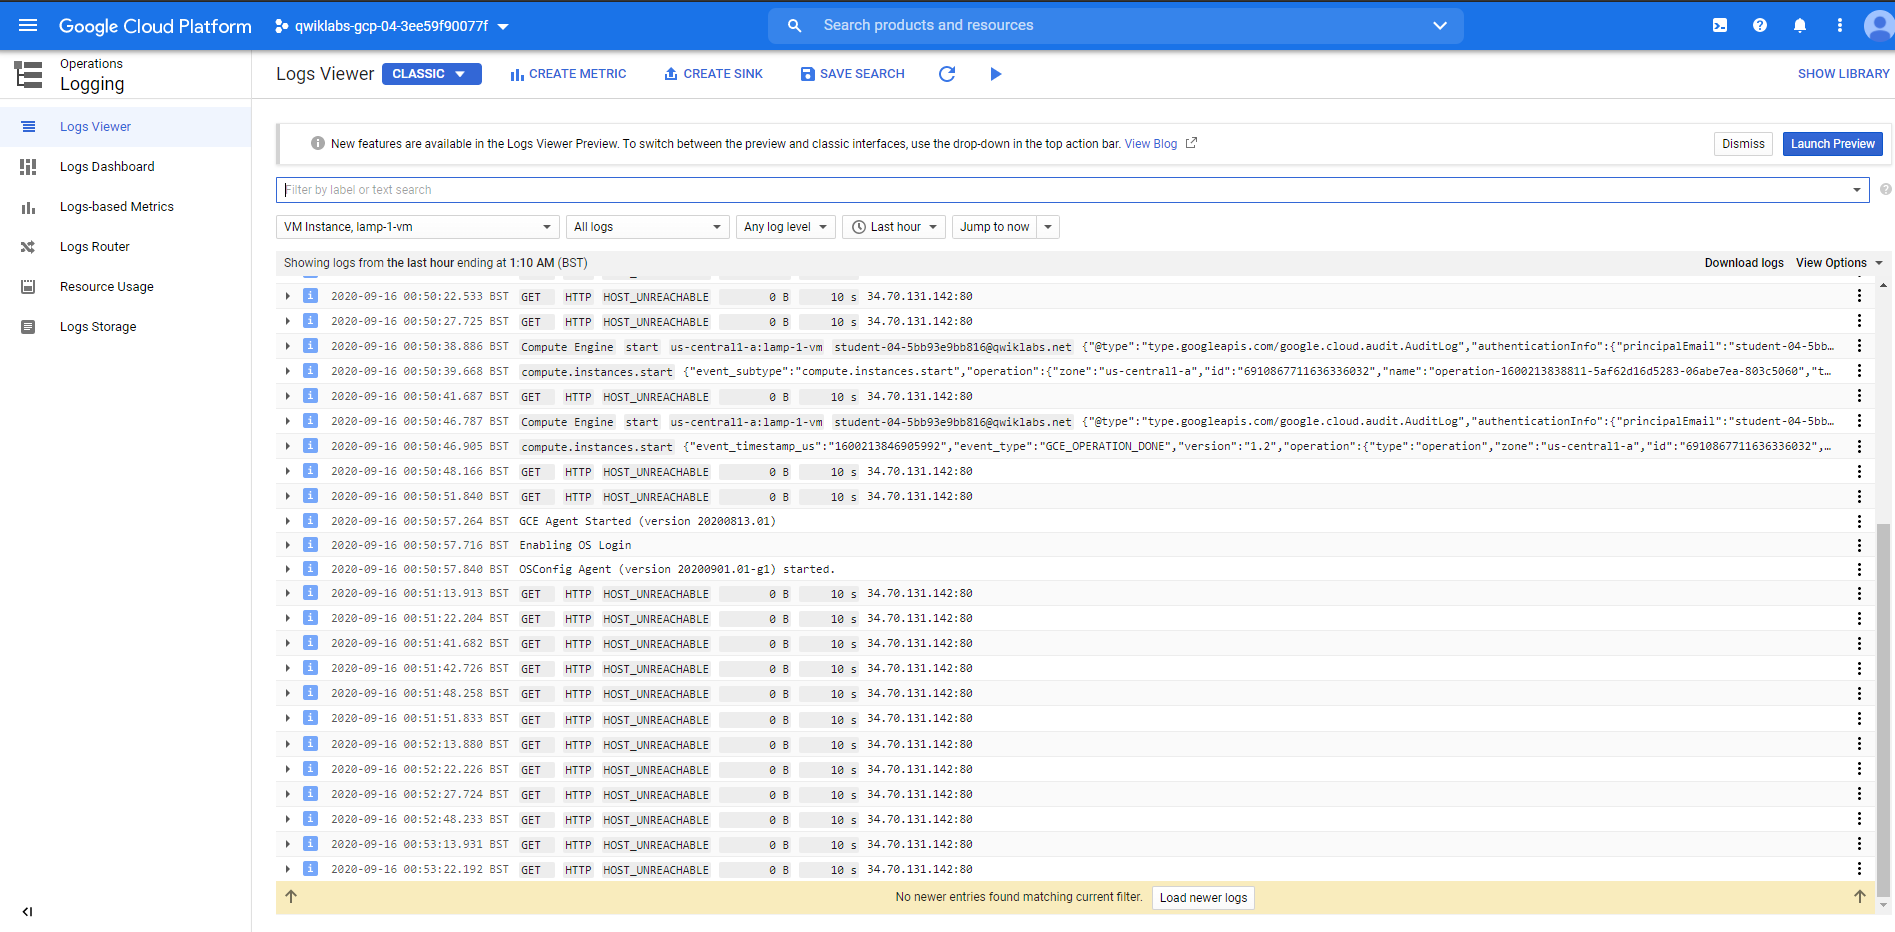 Google Cloud Platform qwiklabs-gcp-04-3ee59f90077f Search products and resources
Operations
Logging
Logs Viewer CLASSIC CREATE METRIC CREATE SINK SAVE SEARCH SHOW LIBRARY
Logs Viewer
Logs Dashboard
Logs-based Metrics
Logs Router
Resource Usage
Logs Storage
New features are available in the Logs Viewer Preview. To switch between the preview and classic interfaces, use the drop-down in the top action bar. View Blog Dismiss Launch Preview
Filter by label or text search
VM Instance, lamp-1-vm All logs Any log level Last hour Jump to now
Showing logs from the last hour ending at 1:10 AM (BST) Download logs View Options
2020-09-16 00:50:22.533 BST GET HTTP HOST_UNREACHABLE 0 B 10 s 34.70.131.142:80
2020-09-16 00:50:27.725 BST GET HTTP HOST_UNREACHABLE 0 B 10 s 34.70.131.142:80
2020-09-16 00:50:38.886 BST Compute Engine start us-central1-a:lamp-1-vm student-04-5bb93e9bb816@qwiklabs.net {"@type":"type.googleapis.com/google.cloud.audit.AuditLog","authenticationInfo":{"principalEmail":"student-04-5bb…
2020-09-16 00:50:39.668 BST compute.instances.start {"event_subtype":"compute.instances.start","operation":{"zone":"us-central1-a","id":"6910867711636336032","name":"operation-1600213838811-5af62d16d5283-06abe7ea-803c5060","t…
2020-09-16 00:50:41.687 BST GET HTTP HOST_UNREACHABLE 0 B 10 s 34.70.131.142:80
2020-09-16 00:50:46.787 BST Compute Engine start us-central1-a:lamp-1-vm student-04-5bb93e9bb816@qwiklabs.net {"@type":"type.googleapis.com/google.cloud.audit.AuditLog","authenticationInfo":{"principalEmail":"student-04-5bb…
2020-09-16 00:50:46.905 BST compute.instances.start {"event_timestamp_us":"1600213846905992","event_type":"GCE_OPERATION_DONE","version":"1.2","operation":{"type":"operation","zone":"us-central1-a","id":"6910867711636336032",…
2020-09-16 00:50:48.166 BST GET HTTP HOST_UNREACHABLE 0 B 10 s 34.70.131.142:80
2020-09-16 00:50:51.840 BST GET HTTP HOST_UNREACHABLE 0 B 10 s 34.70.131.142:80
2020-09-16 00:50:57.264 BST GCE Agent Started (version 20200813.01)
2020-09-16 00:50:57.716 BST Enabling OS Login
2020-09-16 00:50:57.840 BST OSConfig Agent (version 20200901.01-g1) started.
2020-09-16 00:51:13.913 BST GET HTTP HOST_UNREACHABLE 0 B 10 s 34.70.131.142:80
2020-09-16 00:51:22.204 BST GET HTTP HOST_UNREACHABLE 0 B 10 s 34.70.131.142:80
2020-09-16 00:51:41.682 BST GET HTTP HOST_UNREACHABLE 0 B 10 s 34.70.131.142:80
2020-09-16 00:51:42.726 BST GET HTTP HOST_UNREACHABLE 0 B 10 s 34.70.131.142:80
2020-09-16 00:51:48.258 BST GET HTTP HOST_UNREACHABLE 0 B 10 s 34.70.131.142:80
2020-09-16 00:51:51.833 BST GET HTTP HOST_UNREACHABLE 0 B 10 s 34.70.131.142:80
2020-09-16 00:52:13.880 BST GET HTTP HOST_UNREACHABLE 0 B 10 s 34.70.131.142:80
2020-09-16 00:52:22.226 BST GET HTTP HOST_UNREACHABLE 0 B 10 s 34.70.131.142:80
2020-09-16 00:52:27.724 BST GET HTTP HOST_UNREACHABLE 0 B 10 s 34.70.131.142:80
2020-09-16 00:52:48.233 BST GET HTTP HOST_UNREACHABLE 0 B 10 s 34.70.131.142:80
2020-09-16 00:53:13.931 BST GET HTTP HOST_UNREACHABLE 0 B 10 s 34.70.131.142:80
2020-09-16 00:53:22.192 BST GET HTTP HOST_UNREACHABLE 0 B 10 s 34.70.131.142:80
No newer entries found matching current filter. Load newer logs